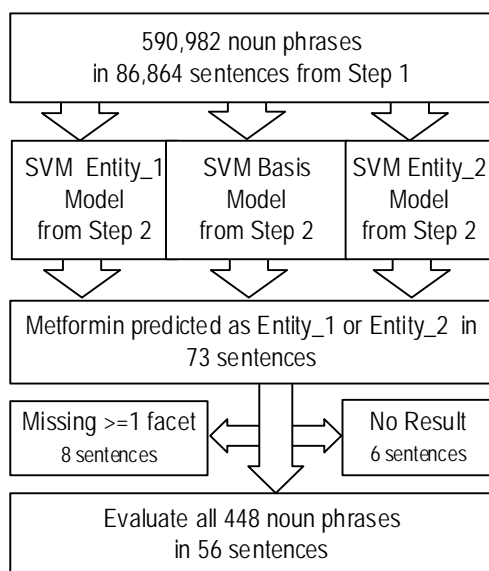 590,982 noun phrases
in 86,864 sentences from Step 1
SVM Entity_1
Model
from Step 2
SVM Basis
Model
from Step 2
SVM Entity_2
Model
from Step 2
Metformin predicted as Entity_1 or Entity_2 in
73 sentences
Missing >=1 facet
8 sentences
No Result
6 sentences
Evaluate all 448 noun phrases
in 56 sentences